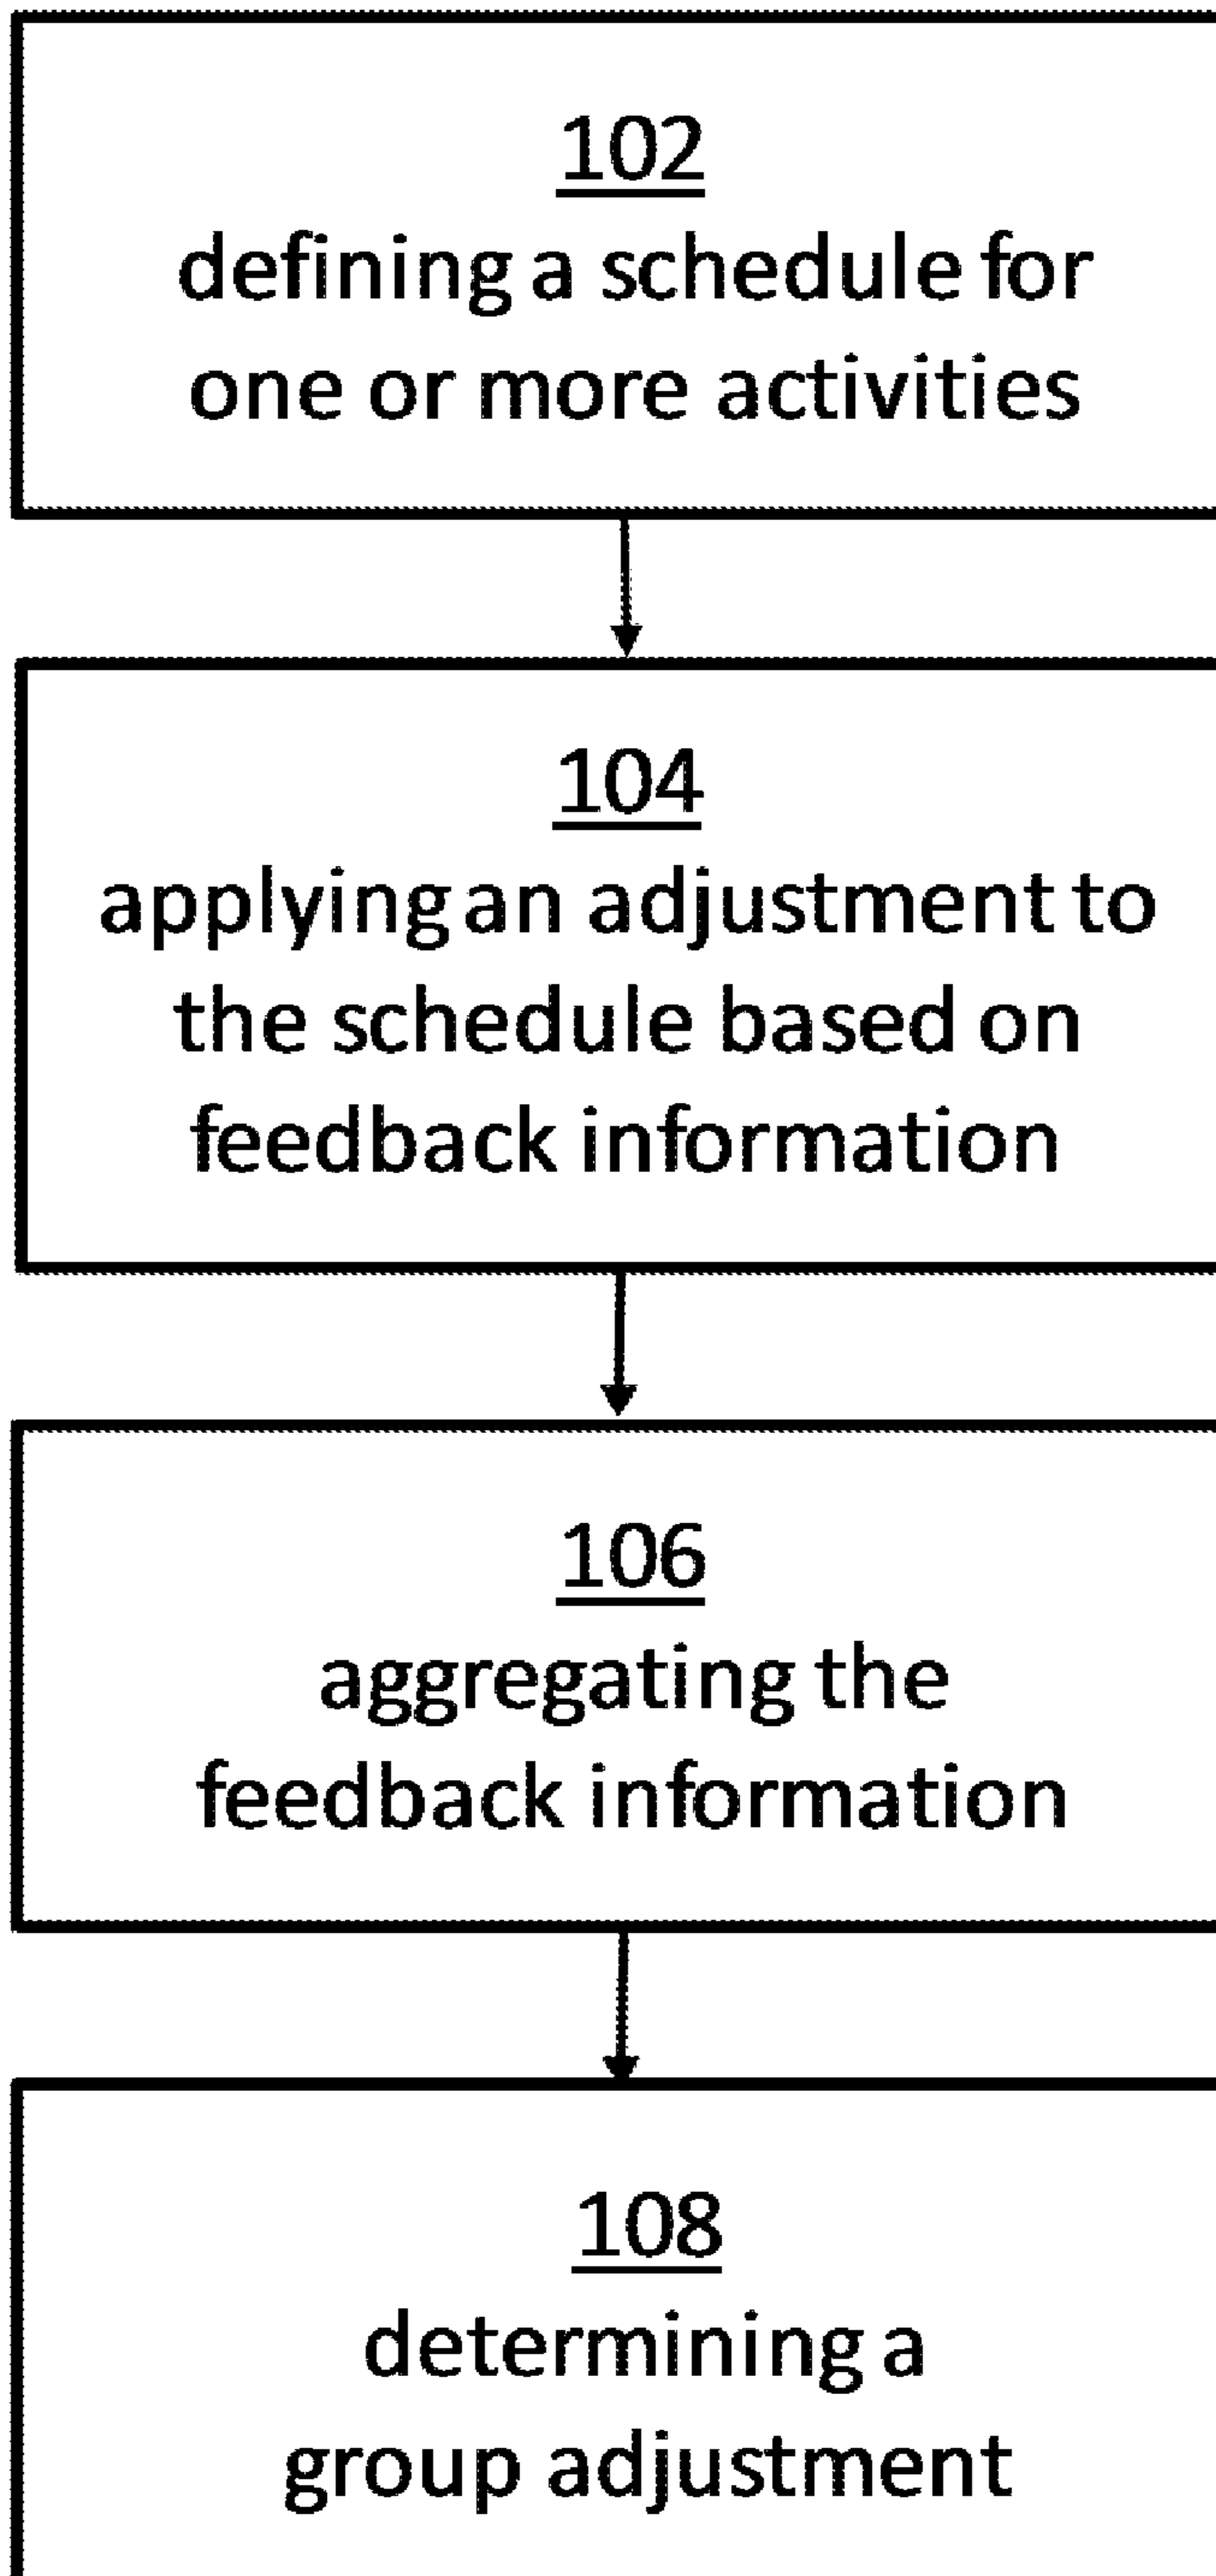 102
defining a schedule for
one or more activities
104
applying an adjustment to
the schedule based on
feedback information
106
aggregating the
feedback information
108
determining a
group adjustment